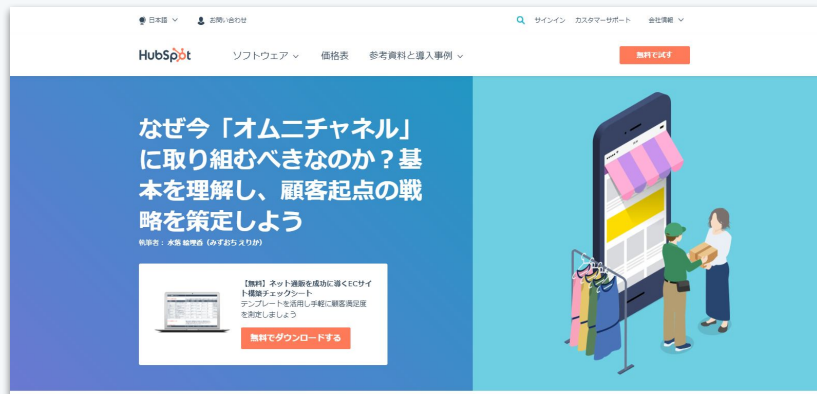 日本語
お問い合わせ
サインイン カスタマーサポート 会社情報
HubSpot
ソフトウェア 価格表 参考資料と導入事例
無料で試す
なぜ今「オムニチャネル」
に取り組むべきなのか？基
本を理解し、顧客起点の戦
略を策定しよう
執筆者： 水落 絵理香（みずおち えりか）
【無料】ネット通販を成功に導くECサイ
ト構築チェックシート
テンプレートを活用し手軽に顧客満足度
を測定しましょう
無料でダウンロードする